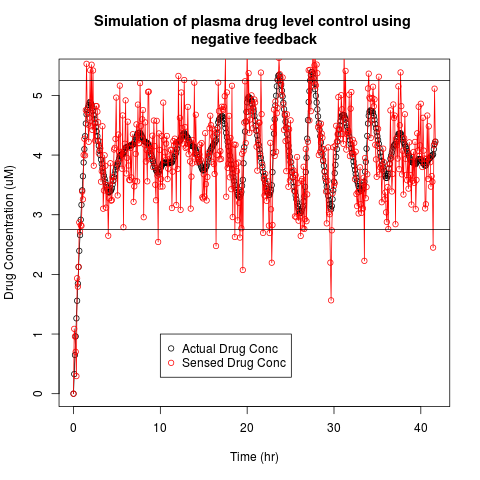 Simulation of plasma drug level control using
negative feedback
Drug Concentration (uM)
5
4
3
2
1
0
Actual Drug Conc
Sensed Drug Conc
0 10 20 30 40
Time (hr)